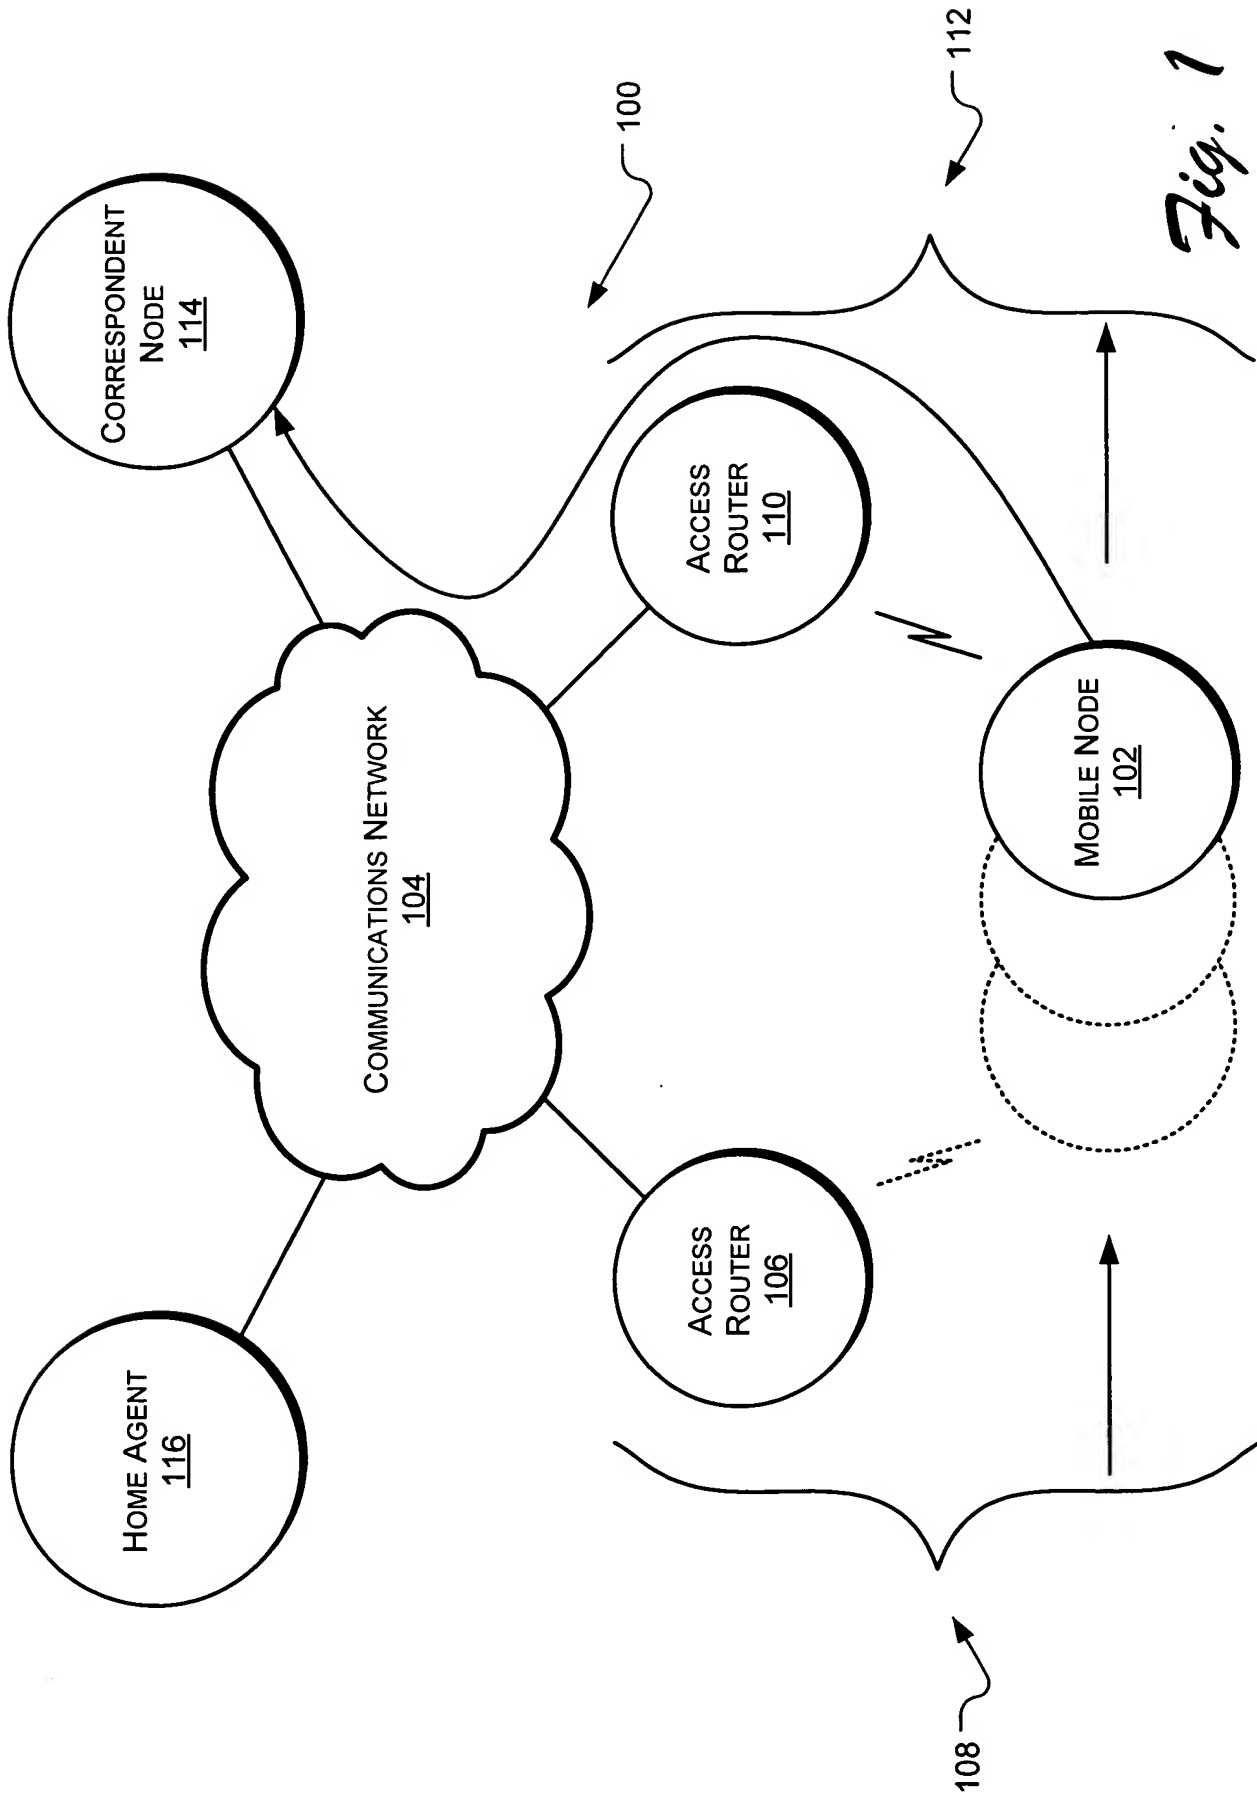 HOME AGENT
116
CORRESPONDENT
NODE
114
COMMUNICATIONS NETWORK
104
100
ACCESS
ROUTER
106
ACCESS
ROUTER
110
108
112
MOBILE NODE
102
Fig. 1